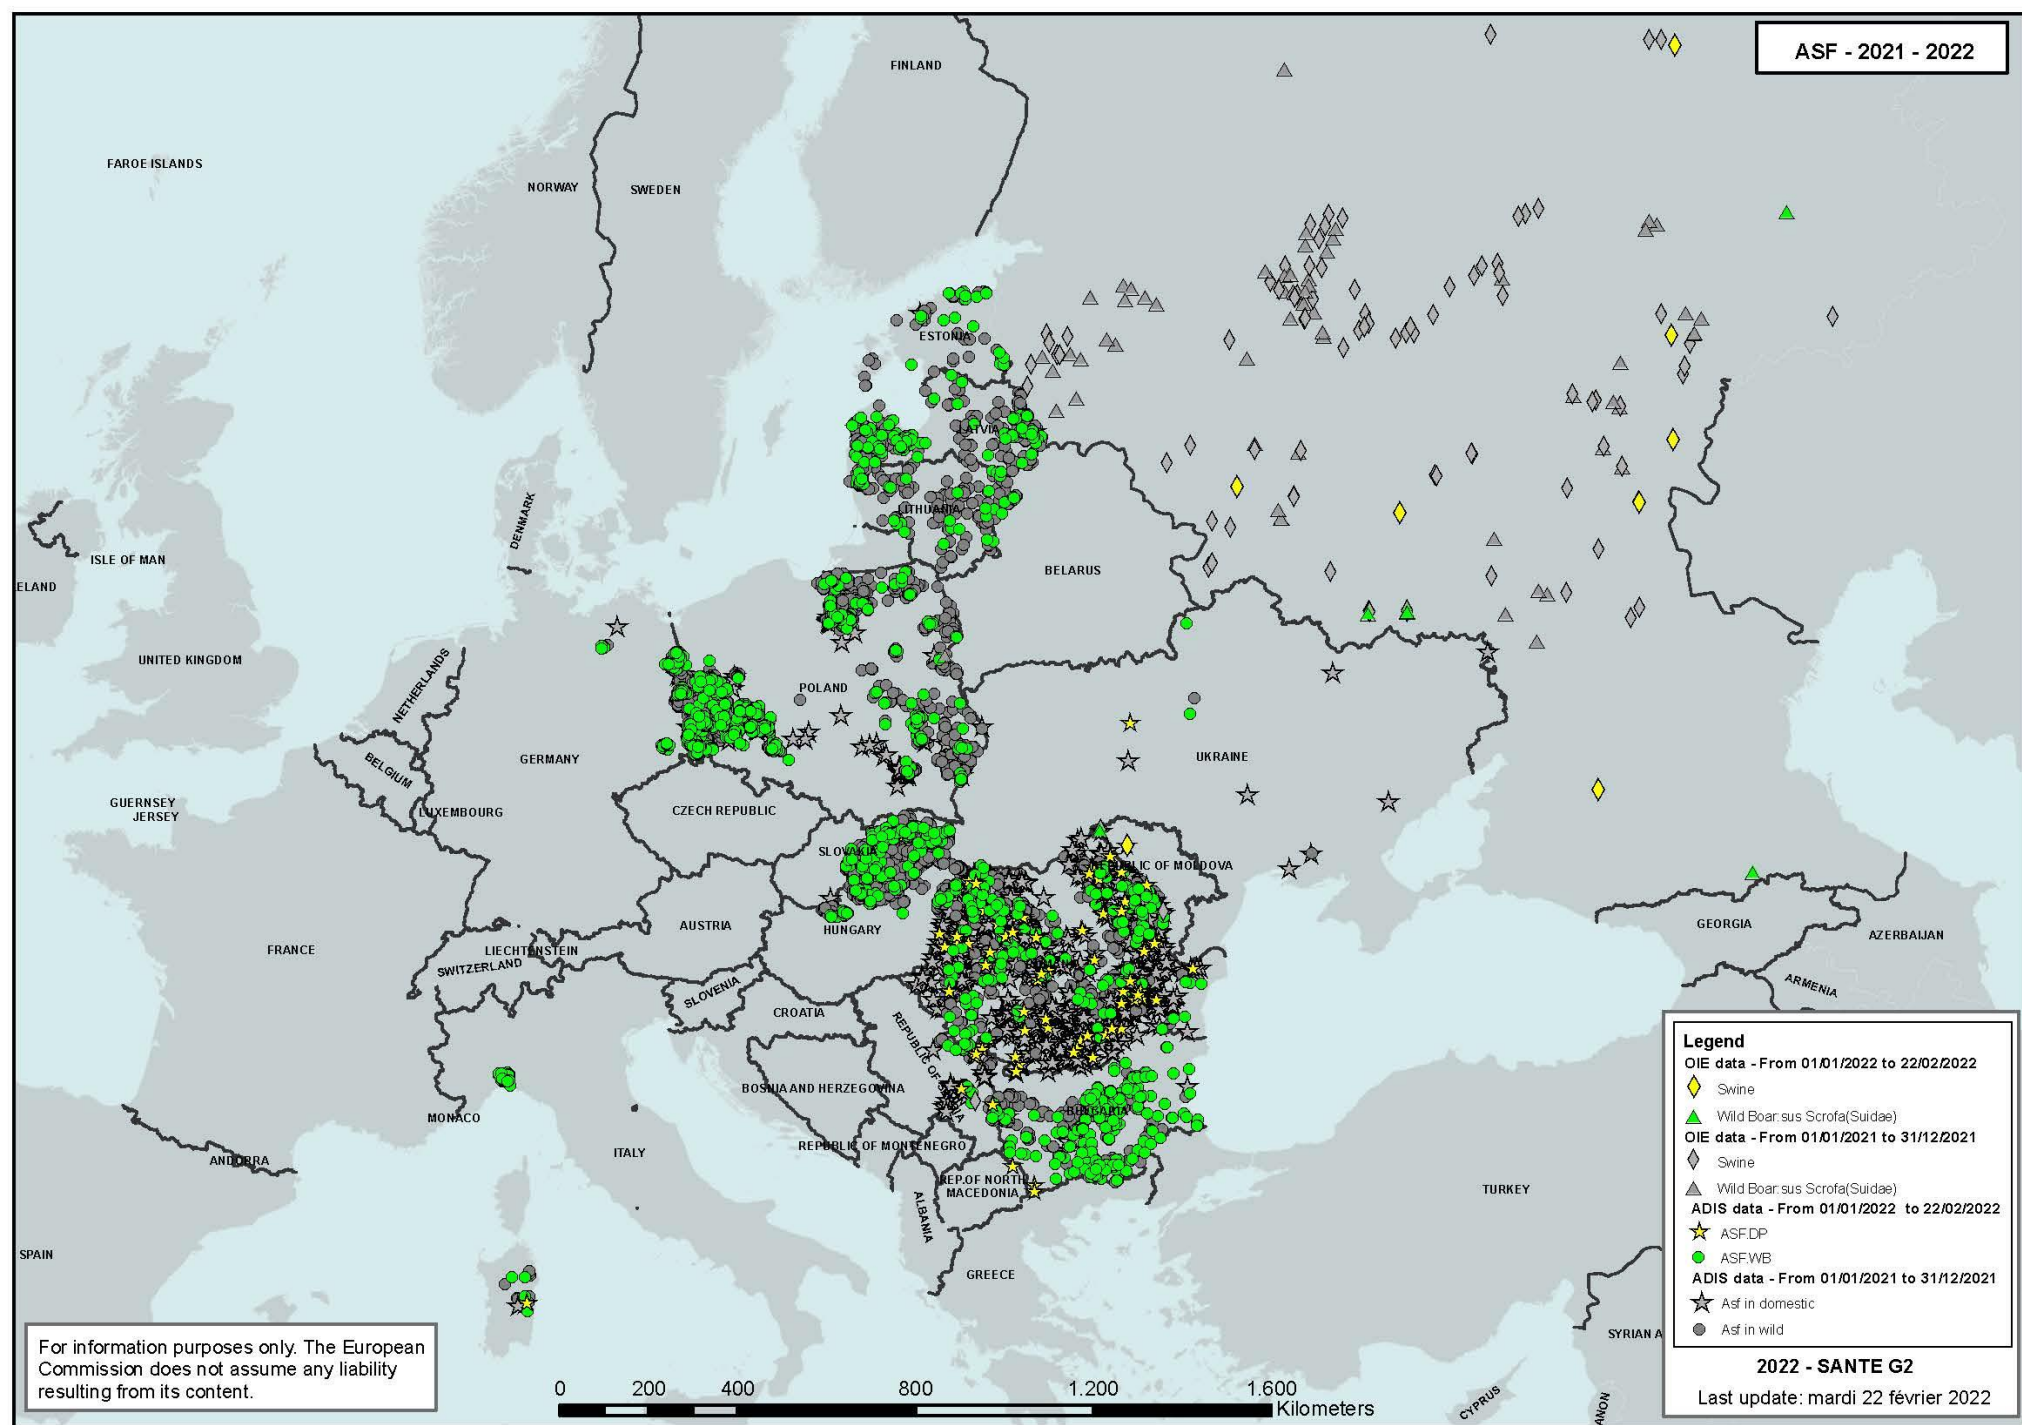 ASF - 2021 - 2022
FINLAND
FAROE ISLANDS
NORWAY
SWEDEN
ESTONIA
LATVIA
LITHUANIA
DENMARK
ISLE OF MAN
ELAND
BELARUS
UNITED KINGDOM
NETHERLANDS
POLAND
GERMANY
BELGIUM
UKRAINE
GUERNSEY
JERSEY
LUXEMBOURG
CZECH REPUBLIC
SLOVAKIA
REPUBLIC OF MOLDOVA
AUSTRIA
HUNGARY
FRANCE
LIECHTENSTEIN
SWITZERLAND
SLOVENIA
CROATIA
GEORGIA
AZERBAIJAN
ARMENIA
REPUBLIC OF SERBIA
BOSNIA AND HERZEGOVINA
MONACO
BULGARIA
REPUBLIC OF MONTENEGRO
ITALY
ANDORRA
REP.OF NORTH
MACEDONIA
ALBANIA
TURKEY
SPAIN
GREECE
SYRIAN A
CYPRUS
ANON
Legend
OIE data - From 01/01/2022 to 22/02/2022
Swine
Wild Boar:sus Scrofa(Suidae)
OIE data - From 01/01/2021 to 31/12/2021
Swine
Wild Boar:sus Scrofa(Suidae)
ADIS data - From 01/01/2022 to 22/02/2022
ASF.DP
ASF.WB
ADIS data - From 01/01/2021 to 31/12/2021
Asf in domestic
Asf in wild
2022 - SANTE G2
Last update: mardi 22 février 2022
For information purposes only. The European
Commission does not assume any liability
resulting from its content.
0 200 400 800 1.200 1.600
Kilometers